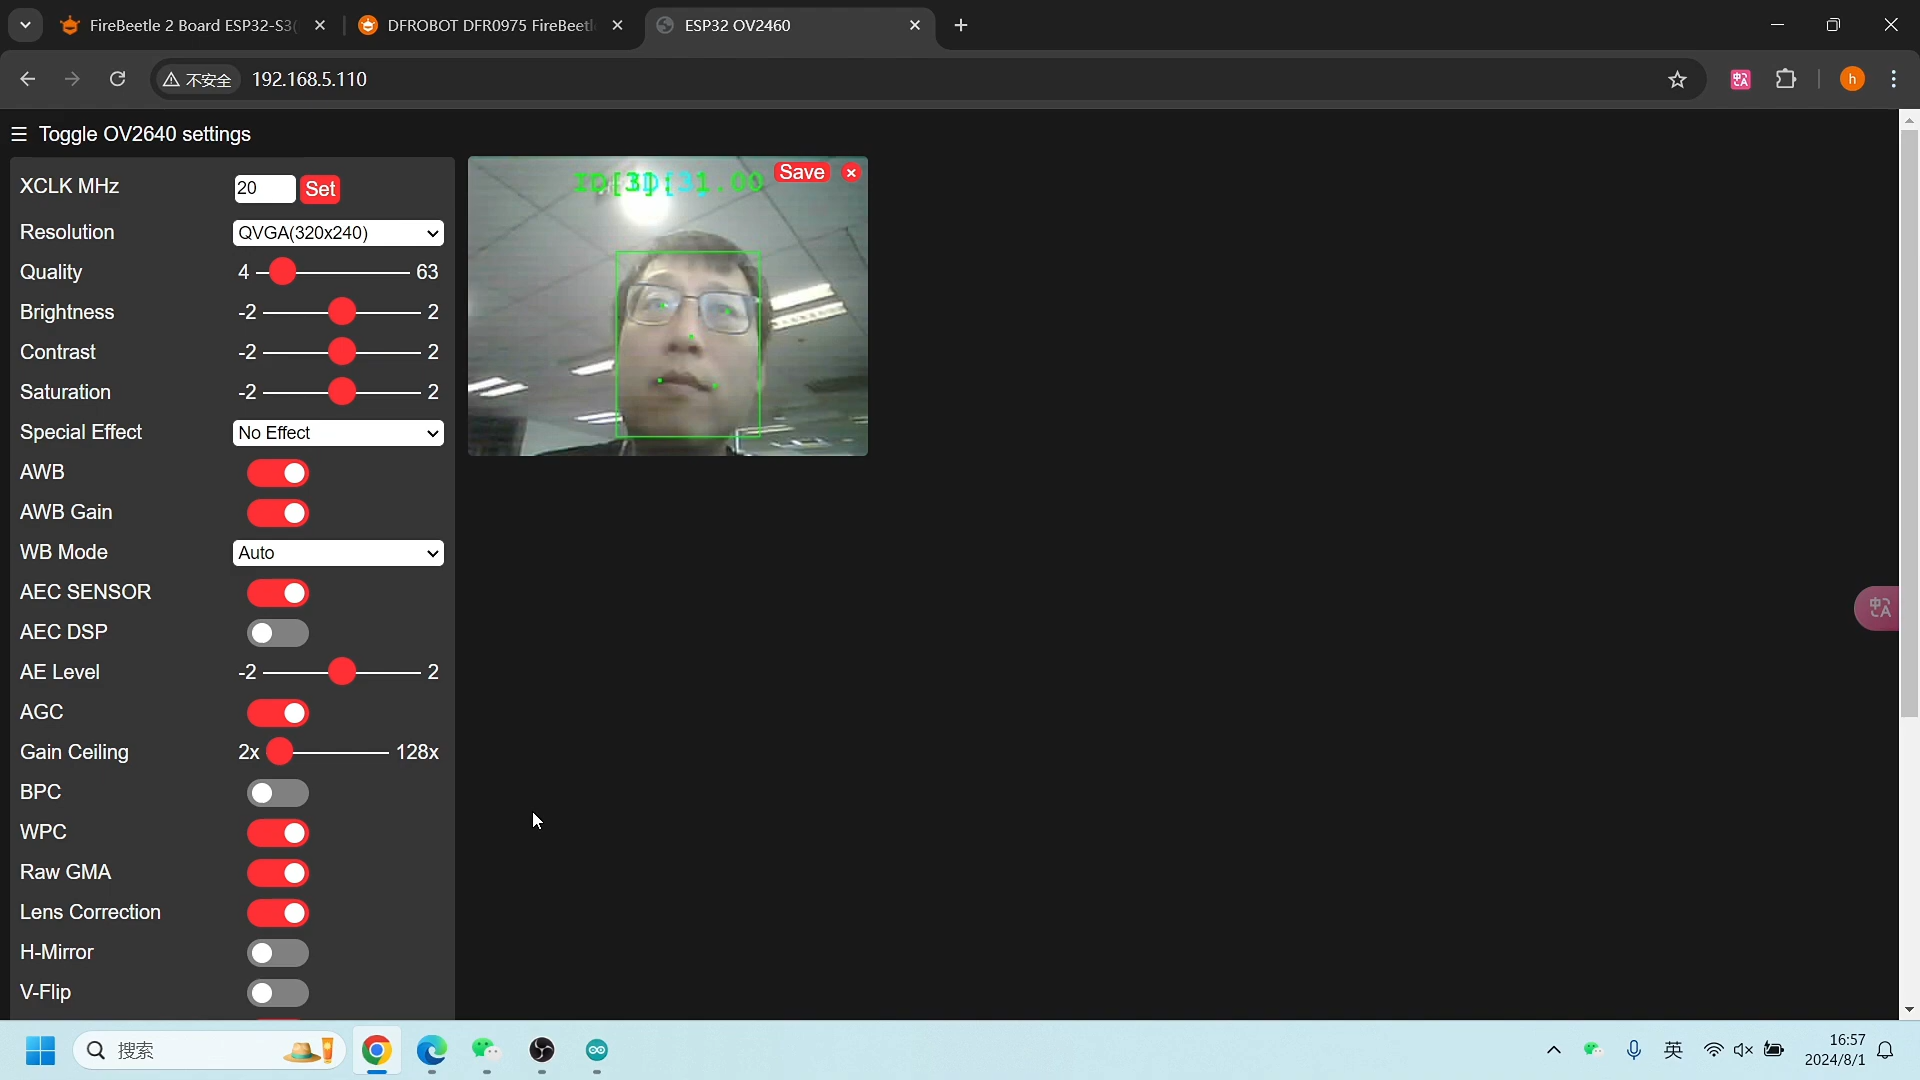 FireBeetle 2 Board ESP32-S3(
DFROBOT DFR0975 FireBeetle
ESP32 OV2460
不安全 192.168.5.110
h
Toggle OV2640 settings
XCLK MHz 20 Set
Resolution QVGA(320x240)
Quality 4 63
Brightness -2 2
Contrast -2 2
Saturation -2 2
Special Effect No Effect
AWB
AWB Gain
WB Mode Auto
AEC SENSOR
AEC DSP
AE Level -2 2
AGC
Gain Ceiling 2x 128x
BPC
WPC
Raw GMA
Lens Correction
H-Mirror
V-Flip
Save
中A
搜索
英
16:57
2024/8/1